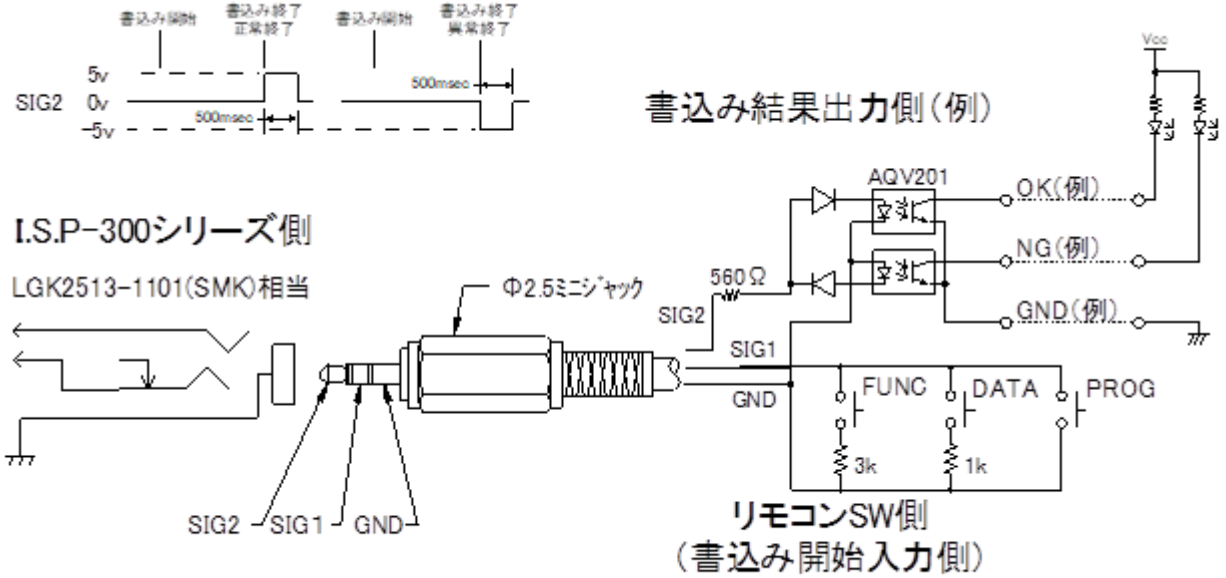 書込み開始
書込み終了
正常終了
書込み開始
書込み終了
異常終了
5v
SIG2
0v
-5v
500msec
500msec
書込み結果出力側(例)
Vcc
AQV201
OK(例)
NG(例)
GND(例)
I.S.P-300シリーズ側
LGK2513-1101(SMK)相当
Φ2.5ミニジャック
560Ω
SIG2
SIG1
GND
FUNC
DATA
PROG
3k
1k
SIG2
SIG1
GND
リモコンSW側
(書込み開始入力側)